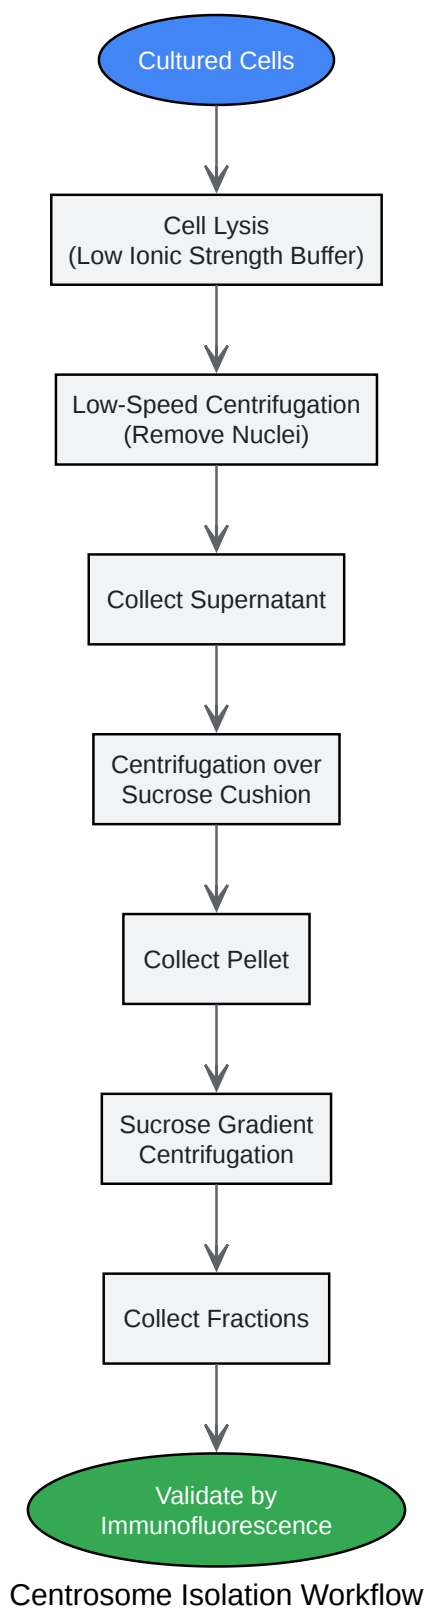 Cultured Cells
Cell Lysis
(Low Ionic Strength Buffer)
Low-Speed Centrifugation
(Remove Nuclei)
Collect Supernatant
Centrifugation over
Sucrose Cushion
Collect Pellet
Sucrose Gradient
Centrifugation
Collect Fractions
Validate by
Immunofluorescence
Centrosome Isolation Workflow